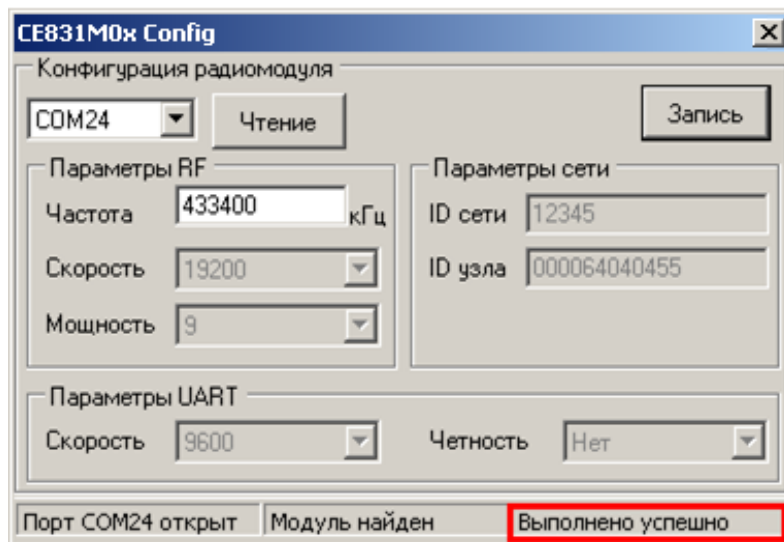 CE831M0x Config
Конфигурация радиомодуля
COM24 Чтение Запись
Параметры RF
Частота 433400 кГц
Скорость 19200
Мощность 9
Параметры сети
ID сети 12345
ID узла 000064040455
Параметры UART
Скорость 9600 Четность Нет
Порт COM24 открыт Модуль найден Выполнено успешно